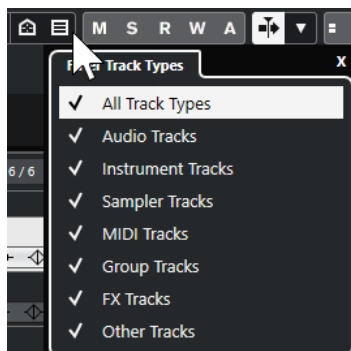 M S R W A
Filter Track Types X
All Track Types
Audio Tracks
6 / 6
Instrument Tracks
Sampler Tracks
MIDI Tracks
Group Tracks
FX Tracks
Other Tracks